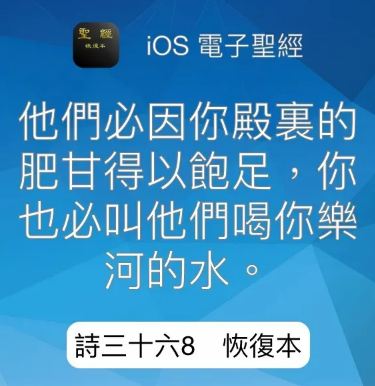 聖 經
恢復本
iOS 電子聖經
他們必因你殿裏的
肥甘得以飽足，你
也必叫他們喝你樂
河的水。
詩三十六8　恢復本